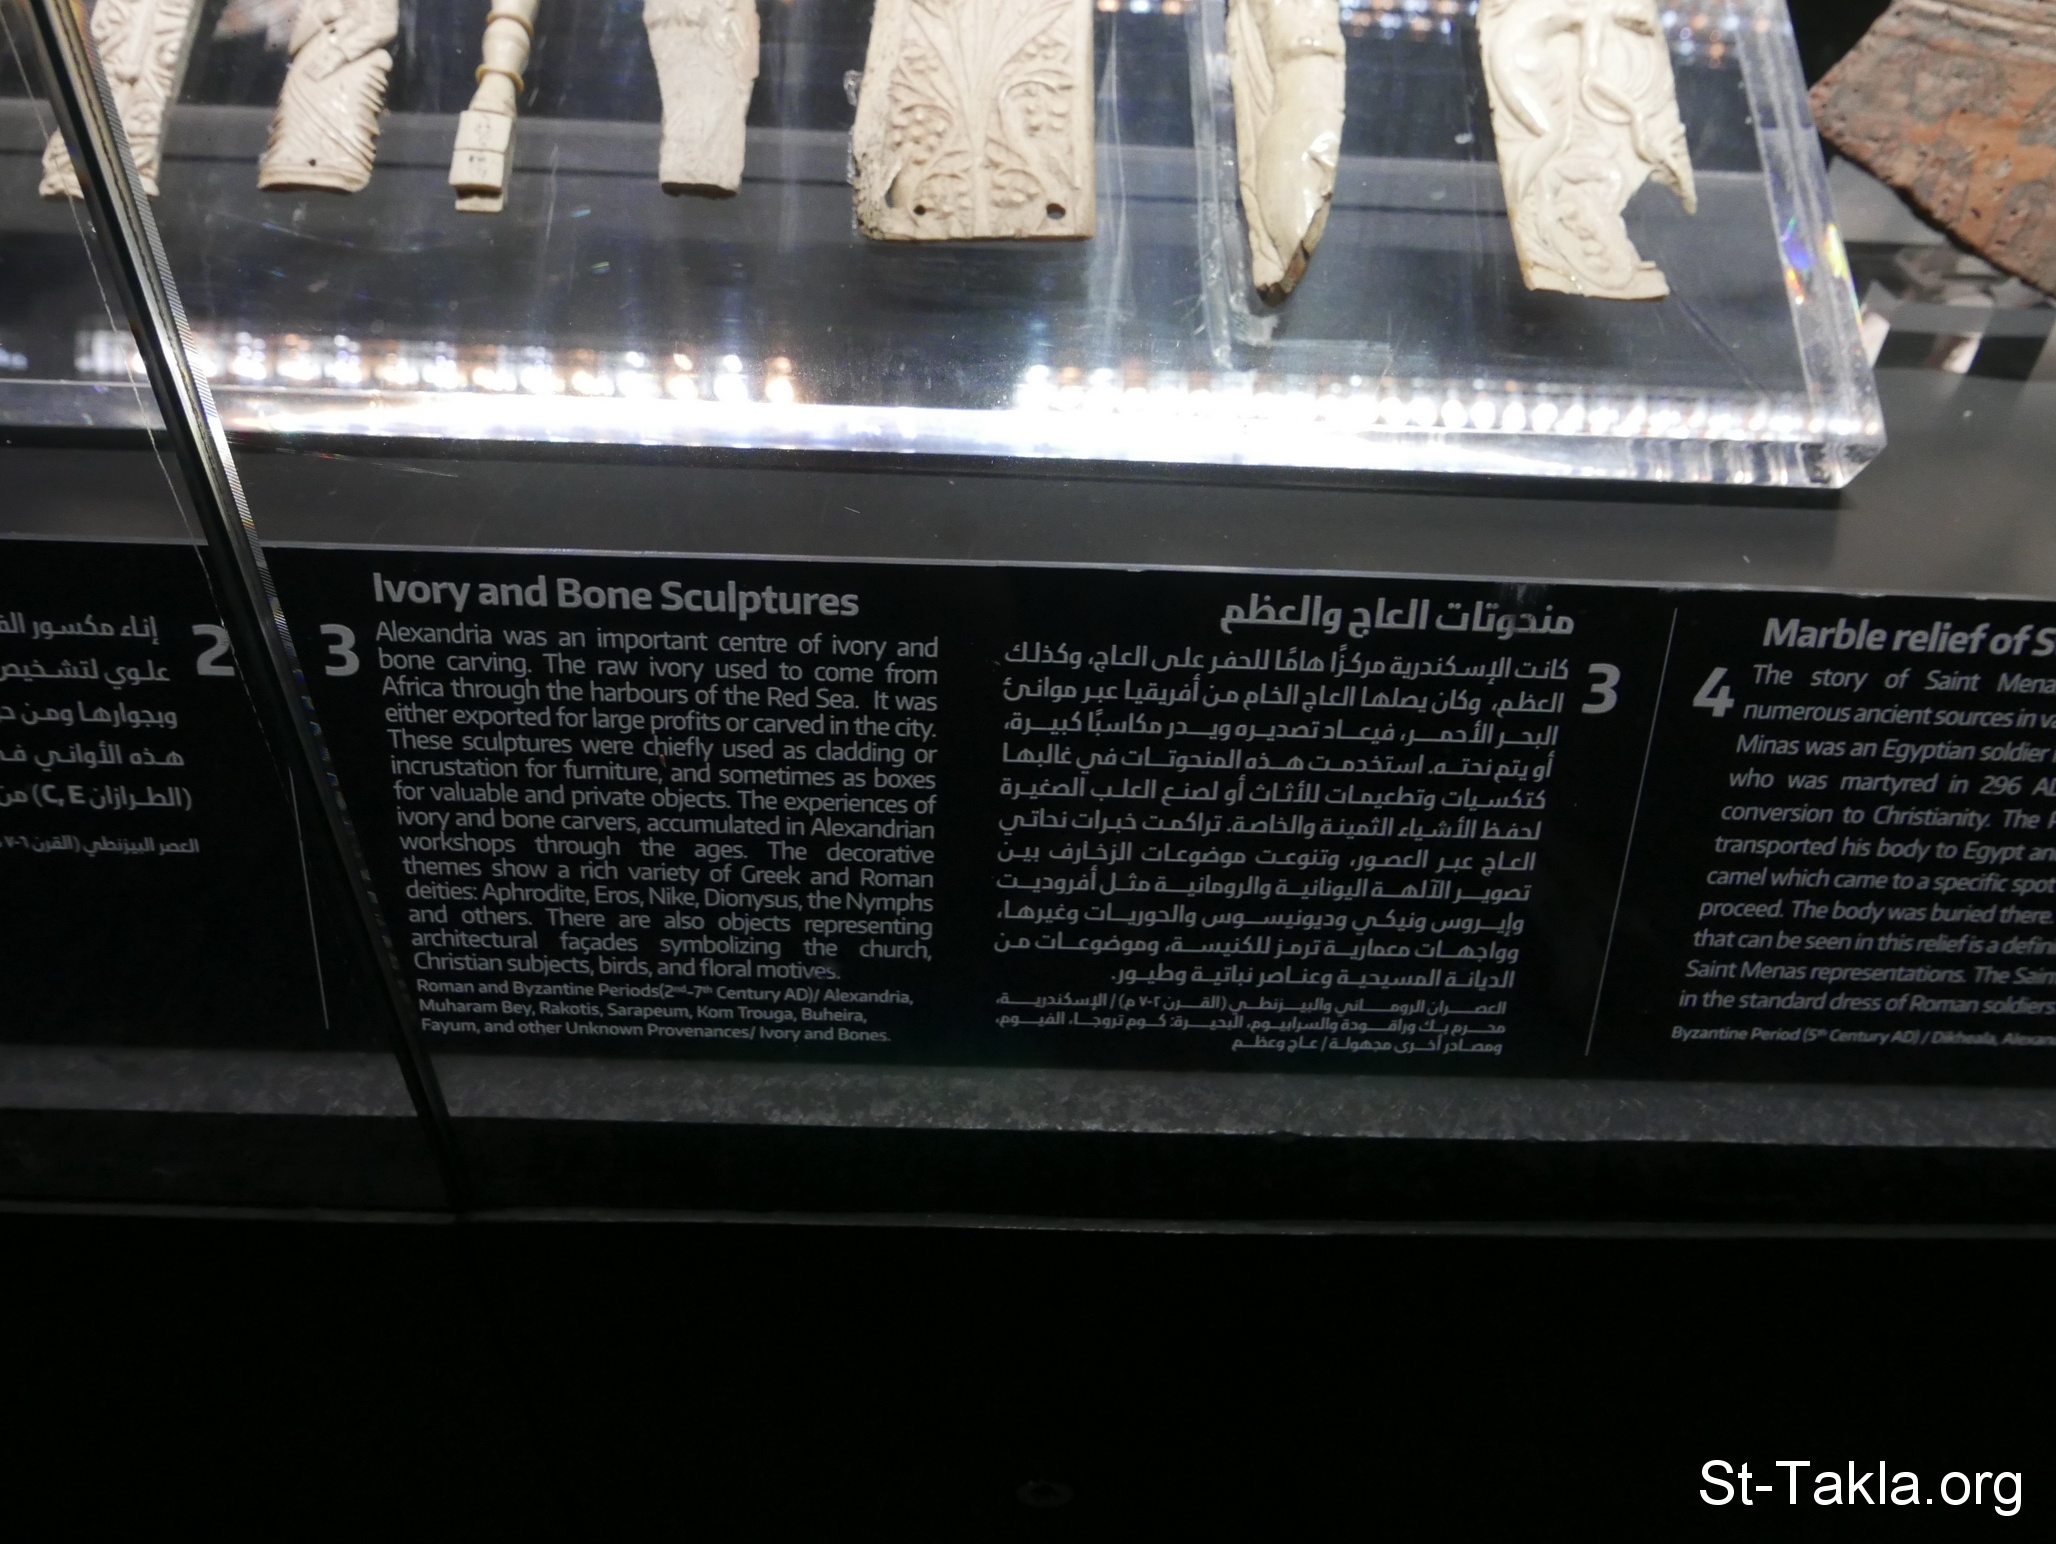 2
إناء مكسور
علوي لتشخيص
وبجوارها ومن
هذه الأواني
(الطرازان C, E) من
العصر البيزنطي (القرن ٦-٧
3
Ivory and Bone Sculptures
Alexandria was an important centre of ivory and
bone carving. The raw ivory used to come from
Africa through the harbours of the Red Sea. It was
either exported for large profits or carved in the city.
These sculptures were chiefly used as cladding or
incrustation for furniture, and sometimes as boxes
for valuable and private objects. The experiences of
ivory and bone carvers, accumulated in Alexandrian
workshops through the ages. The decorative
themes show a rich variety of Greek and Roman
deities: Aphrodite, Eros, Nike, Dionysus, the Nymphs
and others. There are also objects representing
architectural façades symbolizing the church,
Christian subjects, birds, and floral motives.
Roman and Byzantine Periods(2nd-7th Century AD)/ Alexandria,
Muharam Bey, Rakotis, Sarapeum, Kom Trouga, Buheira,
Fayum, and other Unknown Provenances/ Ivory and Bones.
3
منحوتات العاج والعظم
كانت الإسكندرية مركزًا هامًا للحفر على العاج، وكذلك
العظم، وكان يصلها العاج الخام من أفريقيا عبر موانئ
البحر الأحمر، فيعاد تصديره ويدر مكاسبًا كبيرة،
أو يتم نحته. استخدمت هذه المنحوتات في غالبها
كتكسيات وتطعيمات للأثاث أو لصنع العلب الصغيرة
لحفظ الأشياء الثمينة والخاصة. تراكمت خبرات نحاتي
العاج عبر العصور، وتنوعت موضوعات الزخارف بين
تصوير الآلهة اليونانية والرومانية مثل أفروديت
وإيروس ونيكي وديونيسوس والحوريات وغيرها،
وواجهات معمارية ترمز للكنيسة، وموضوعات من
الديانة المسيحية وعناصر نباتية وطيور.
العصران الروماني والبيزنطي (القرن ٢-٧ م) / الإسكندرية،
محرم بك وراقودة والسرابيوم، البحيرة: كوم تروجا، الفيوم،
ومصادر أخرى مجهولة / عاج وعظم
4
Marble relief of S
The story of Saint Mena
numerous ancient sources in
Minas was an Egyptian soldier
who was martyred in 296 AD
conversion to Christianity. The
transported his body to Egypt
camel which came to a specific spot
proceed. The body was buried there.
that can be seen in this relief is a
Saint Menas representations. The Sain
in the standard dress of Roman soldiers
Byzantine Period (5th Century AD) / Dikheala,
St-Takla.org